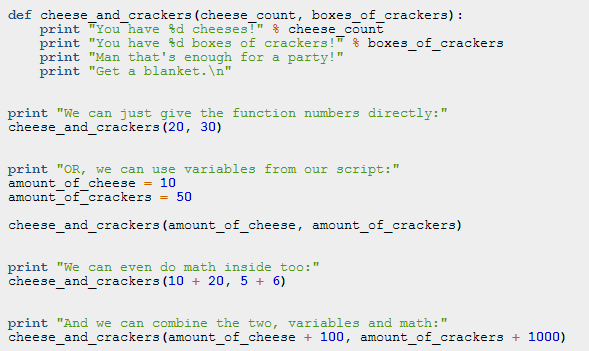 def cheese_and_crackers(cheese_count, boxes_of_crackers):
    print "You have %d cheeses!" % cheese_count
    print "You have %d boxes of crackers!" % boxes_of_crackers
    print "Man that's enough for a party!"
    print "Get a blanket.\n"
print "We can just give the function numbers directly:"
cheese_and_crackers(20, 30)
print "OR, we can use variables from our script:"
amount_of_cheese = 10
amount_of_crackers = 50
cheese_and_crackers(amount_of_cheese, amount_of_crackers)
print "We can even do math inside too:"
cheese_and_crackers(10 + 20, 5 + 6)
print "And we can combine the two, variables and math:"
cheese_and_crackers(amount_of_cheese + 100, amount_of_crackers + 1000)